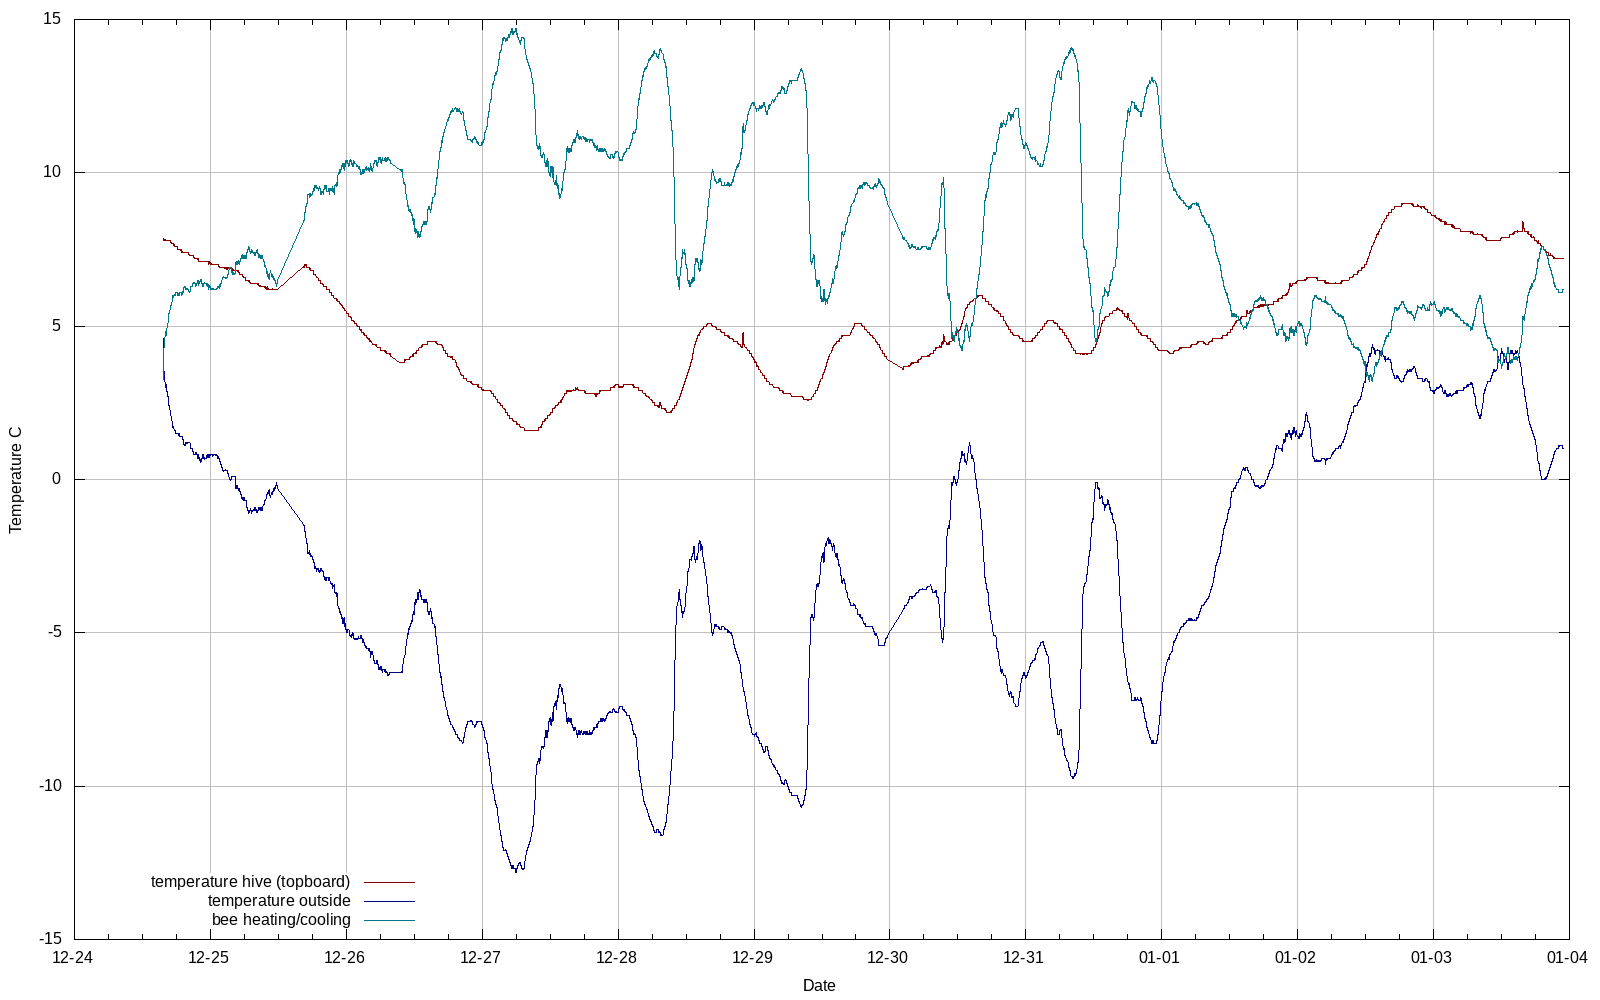 15
10
5
0
-5
-10
-15
Temperature C
temperature hive (topboard)
temperature outside
bee heating/cooling
12-24 12-25 12-26 12-27 12-28 12-29 12-30 12-31 01-01 01-02 01-03 01-04
Date